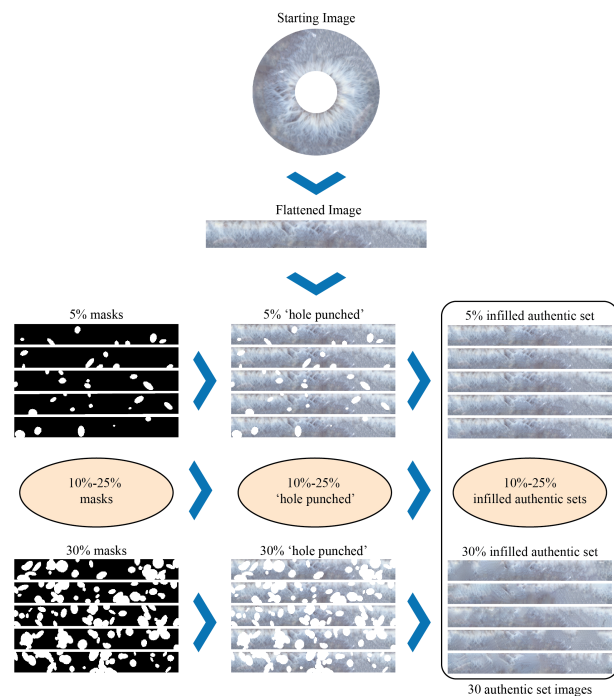 Starting Image
Flattened Image
5% masks
5% ‘hole punched’
5% infilled authentic set
10%-25%
masks
10%-25%
‘hole punched’
10%-25%
infilled authentic sets
30% masks
30% ‘hole punched’
30% infilled authentic set
30 authentic set images